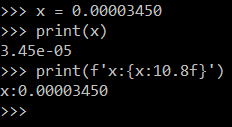 >>> x = 0.00003450
>>> print(x)
3.45e-05
>>> print(f'x:{x:10.8f}')
x:0.00003450
>>>